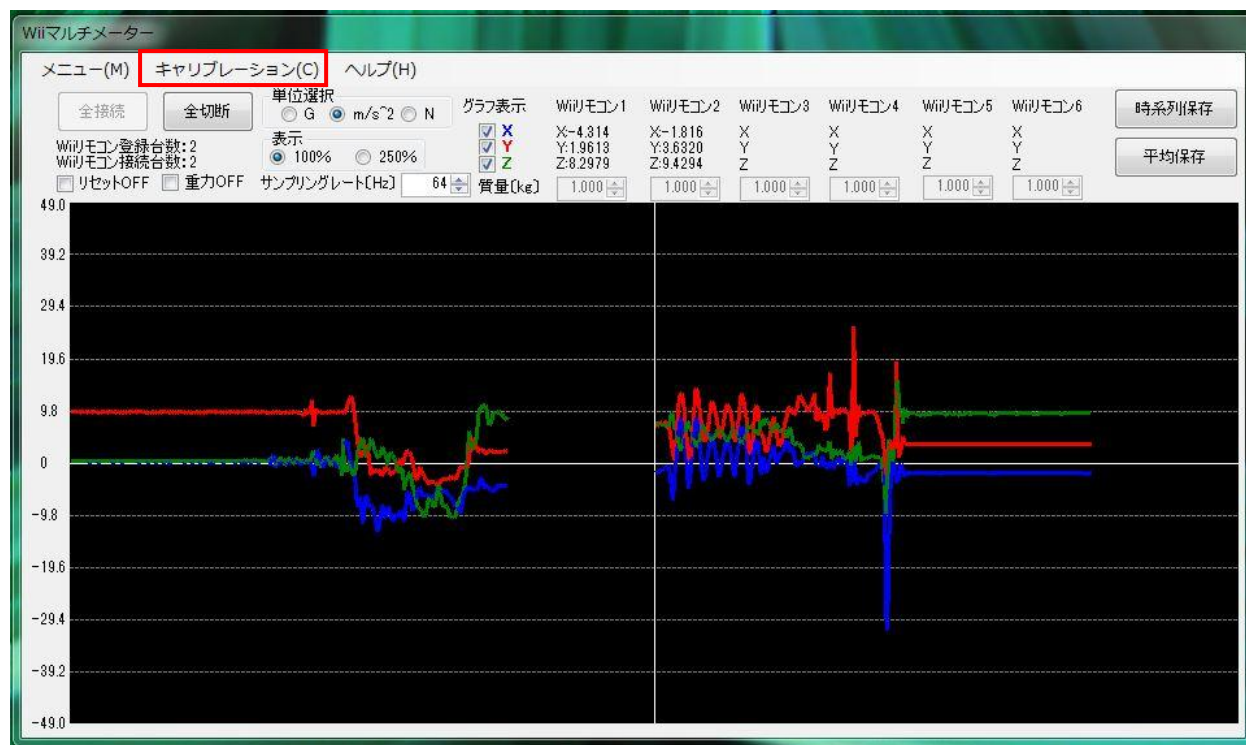 Wiiマルチメーター
メニュー(M) キャリブレーション(C) ヘルプ(H)
全接続 全切断
単位選択
G m/s^2 N
グラフ表示
X
Y
Z
Wiiリモコン1 Wiiリモコン2 Wiiリモコン3 Wiiリモコン4 Wiiリモコン5 Wiiリモコン6
X:-4.314 X:-1.816 X X X X
Y:1.9613 Y:3.6320 Y Y Y Y
Z:8.2979 Z:9.4294 Z Z Z Z
時系列保存
平均保存
Wiiリモコン登録台数:2
Wiiリモコン接続台数:2
表示
100% 250%
リセットOFF 重力OFF サンプリングレート[Hz] 64 質量[kg] 1.000 1.000 1.000 1.000 1.000 1.000
49.0
39.2
29.4
19.6
9.8
0
-9.8
-19.6
-29.4
-39.2
-49.0